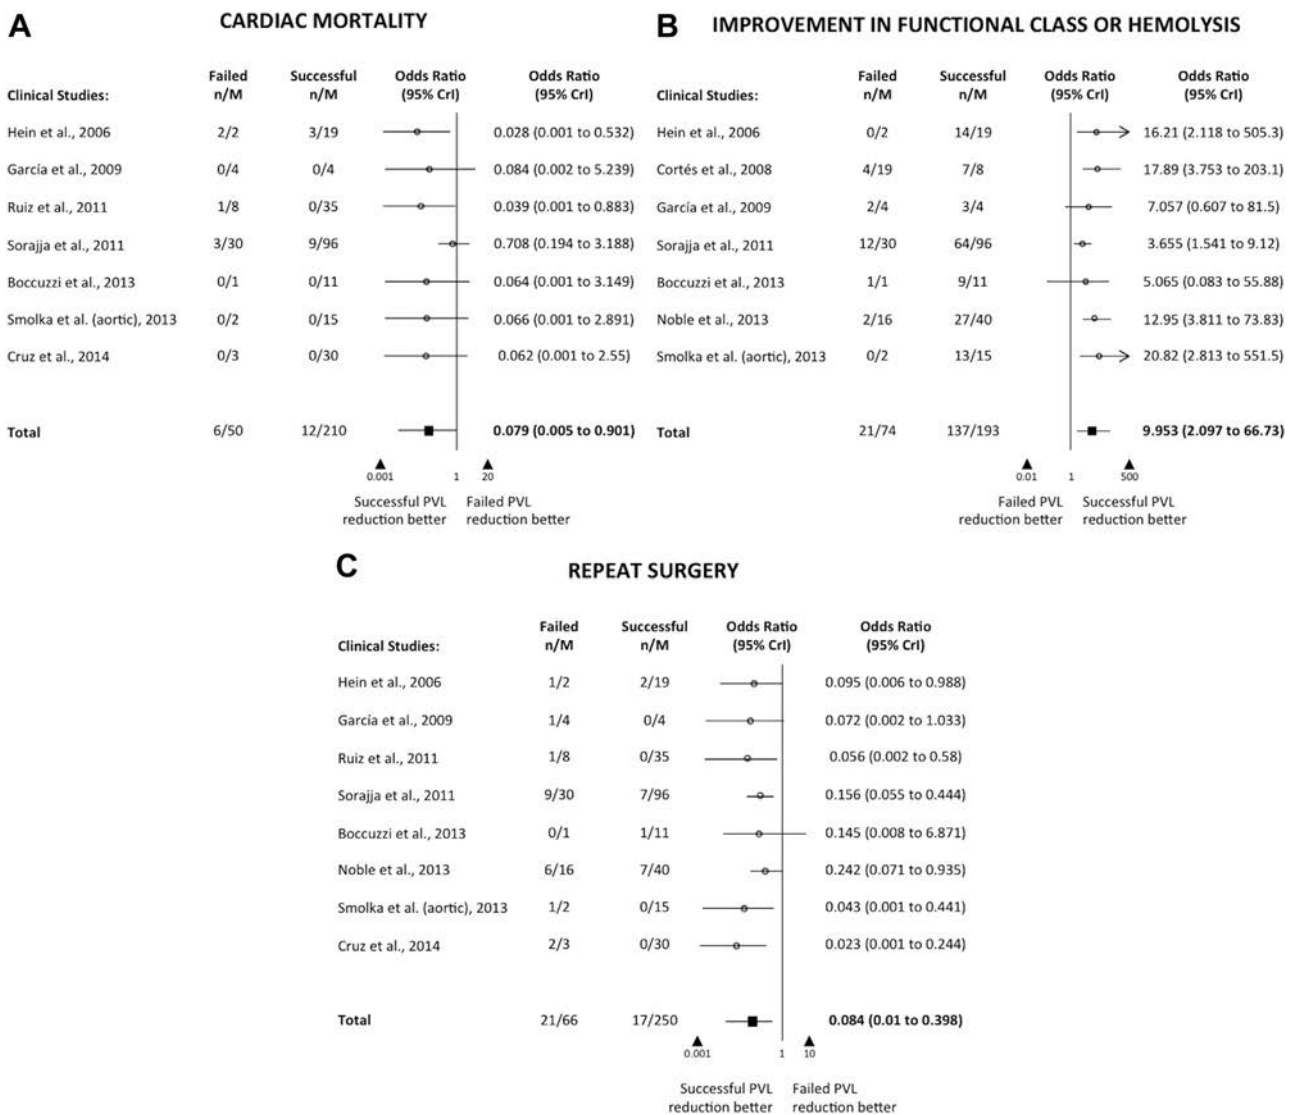 A
CARDIAC MORTALITY
Failed Successful Odds Ratio Odds Ratio
Clinical Studies: n/M n/M (95% CrI) (95% CrI)
Hein et al., 2006 2/2 3/19 0.028 (0.001 to 0.532)
García et al., 2009 0/4 0/4 0.084 (0.002 to 5.239)
Ruiz et al., 2011 1/8 0/35 0.039 (0.001 to 0.883)
Sorajja et al., 2011 3/30 9/96 0.708 (0.194 to 3.188)
Boccuzzi et al., 2013 0/1 0/11 0.064 (0.001 to 3.149)
Smolka et al. (aortic), 2013 0/2 0/15 0.066 (0.001 to 2.891)
Cruz et al., 2014 0/3 0/30 0.062 (0.001 to 2.55)
Total 6/50 12/210 0.079 (0.005 to 0.901)
0.001 1 20
Successful PVL Failed PVL
reduction better reduction better
B
IMPROVEMENT IN FUNCTIONAL CLASS OR HEMOLYSIS
Failed Successful Odds Ratio Odds Ratio
Clinical Studies: n/M n/M (95% CrI) (95% CrI)
Hein et al., 2006 0/2 14/19 16.21 (2.118 to 505.3)
Cortés et al., 2008 4/19 7/8 17.89 (3.753 to 203.1)
García et al., 2009 2/4 3/4 7.057 (0.607 to 81.5)
Sorajja et al., 2011 12/30 64/96 3.655 (1.541 to 9.12)
Boccuzzi et al., 2013 1/1 9/11 5.065 (0.083 to 55.88)
Noble et al., 2013 2/16 27/40 12.95 (3.811 to 73.83)
Smolka et al. (aortic), 2013 0/2 13/15 20.82 (2.813 to 551.5)
Total 21/74 137/193 9.953 (2.097 to 66.73)
0.01 1 500
Failed PVL Successful PVL
reduction better reduction better
C
REPEAT SURGERY
Failed Successful Odds Ratio Odds Ratio
Clinical Studies: n/M n/M (95% CrI) (95% CrI)
Hein et al., 2006 1/2 2/19 0.095 (0.006 to 0.988)
García et al., 2009 1/4 0/4 0.072 (0.002 to 1.033)
Ruiz et al., 2011 1/8 0/35 0.056 (0.002 to 0.58)
Sorajja et al., 2011 9/30 7/96 0.156 (0.055 to 0.444)
Boccuzzi et al., 2013 0/1 1/11 0.145 (0.008 to 6.871)
Noble et al., 2013 6/16 7/40 0.242 (0.071 to 0.935)
Smolka et al. (aortic), 2013 1/2 0/15 0.043 (0.001 to 0.441)
Cruz et al., 2014 2/3 0/30 0.023 (0.001 to 0.244)
Total 21/66 17/250 0.084 (0.01 to 0.398)
0.001 1 10
Successful PVL Failed PVL
reduction better reduction better